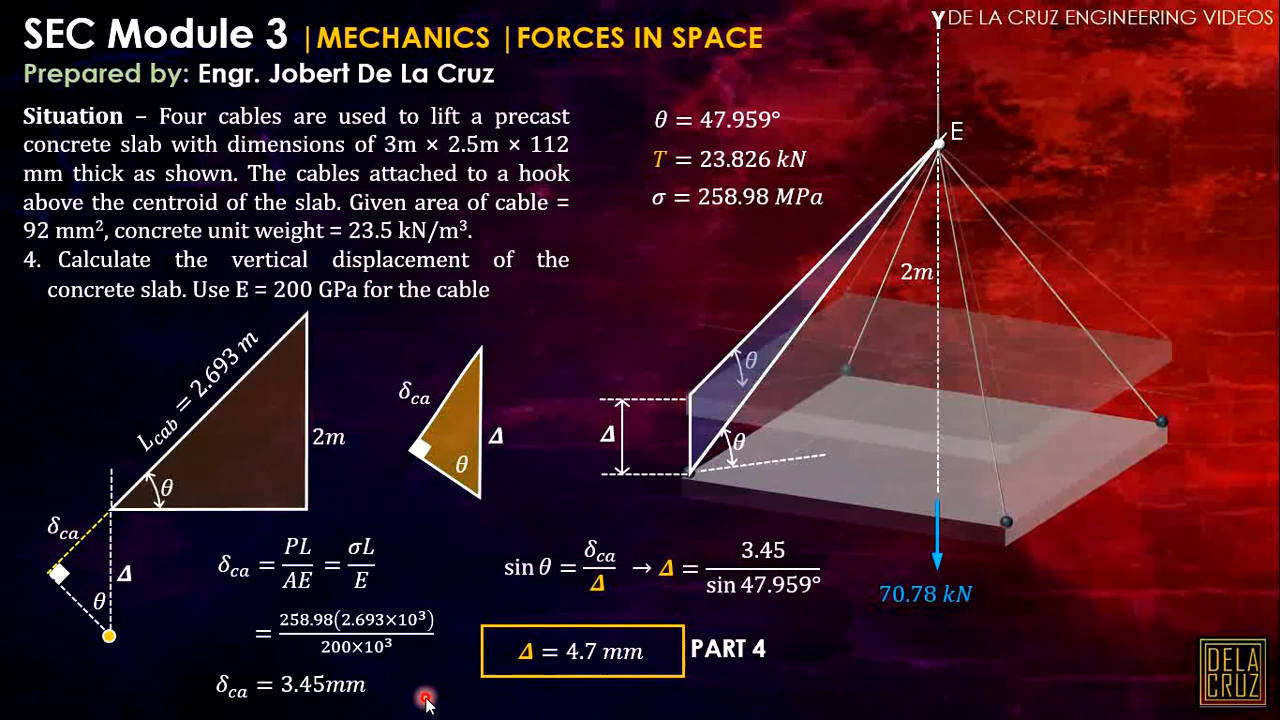 SEC Module 3 |MECHANICS |FORCES IN SPACE
Prepared by: Engr. Jobert De La Cruz
Y DE LA CRUZ ENGINEERING VIDEOS
Situation – Four cables are used to lift a precast
concrete slab with dimensions of 3m × 2.5m × 112
mm thick as shown. The cables attached to a hook
above the centroid of the slab. Given area of cable =
92 mm², concrete unit weight = 23.5 kN/m³.
4. Calculate the vertical displacement of the
concrete slab. Use E = 200 GPa for the cable
θ = 47.959°
T = 23.826 kN
σ = 258.98 MPa
E
2m
θ
θ
Δ
70.78 kN
L_cab = 2.693 m
2m
θ
δ_ca
Δ
θ
δ_ca
Δ
θ
δ_ca = PL/AE = σL/E
= 258.98(2.693×10³)/200×10³
δ_ca = 3.45mm
sin θ = δ_ca/Δ → Δ = 3.45/sin 47.959°
Δ = 4.7 mm PART 4
DELA
CRUZ